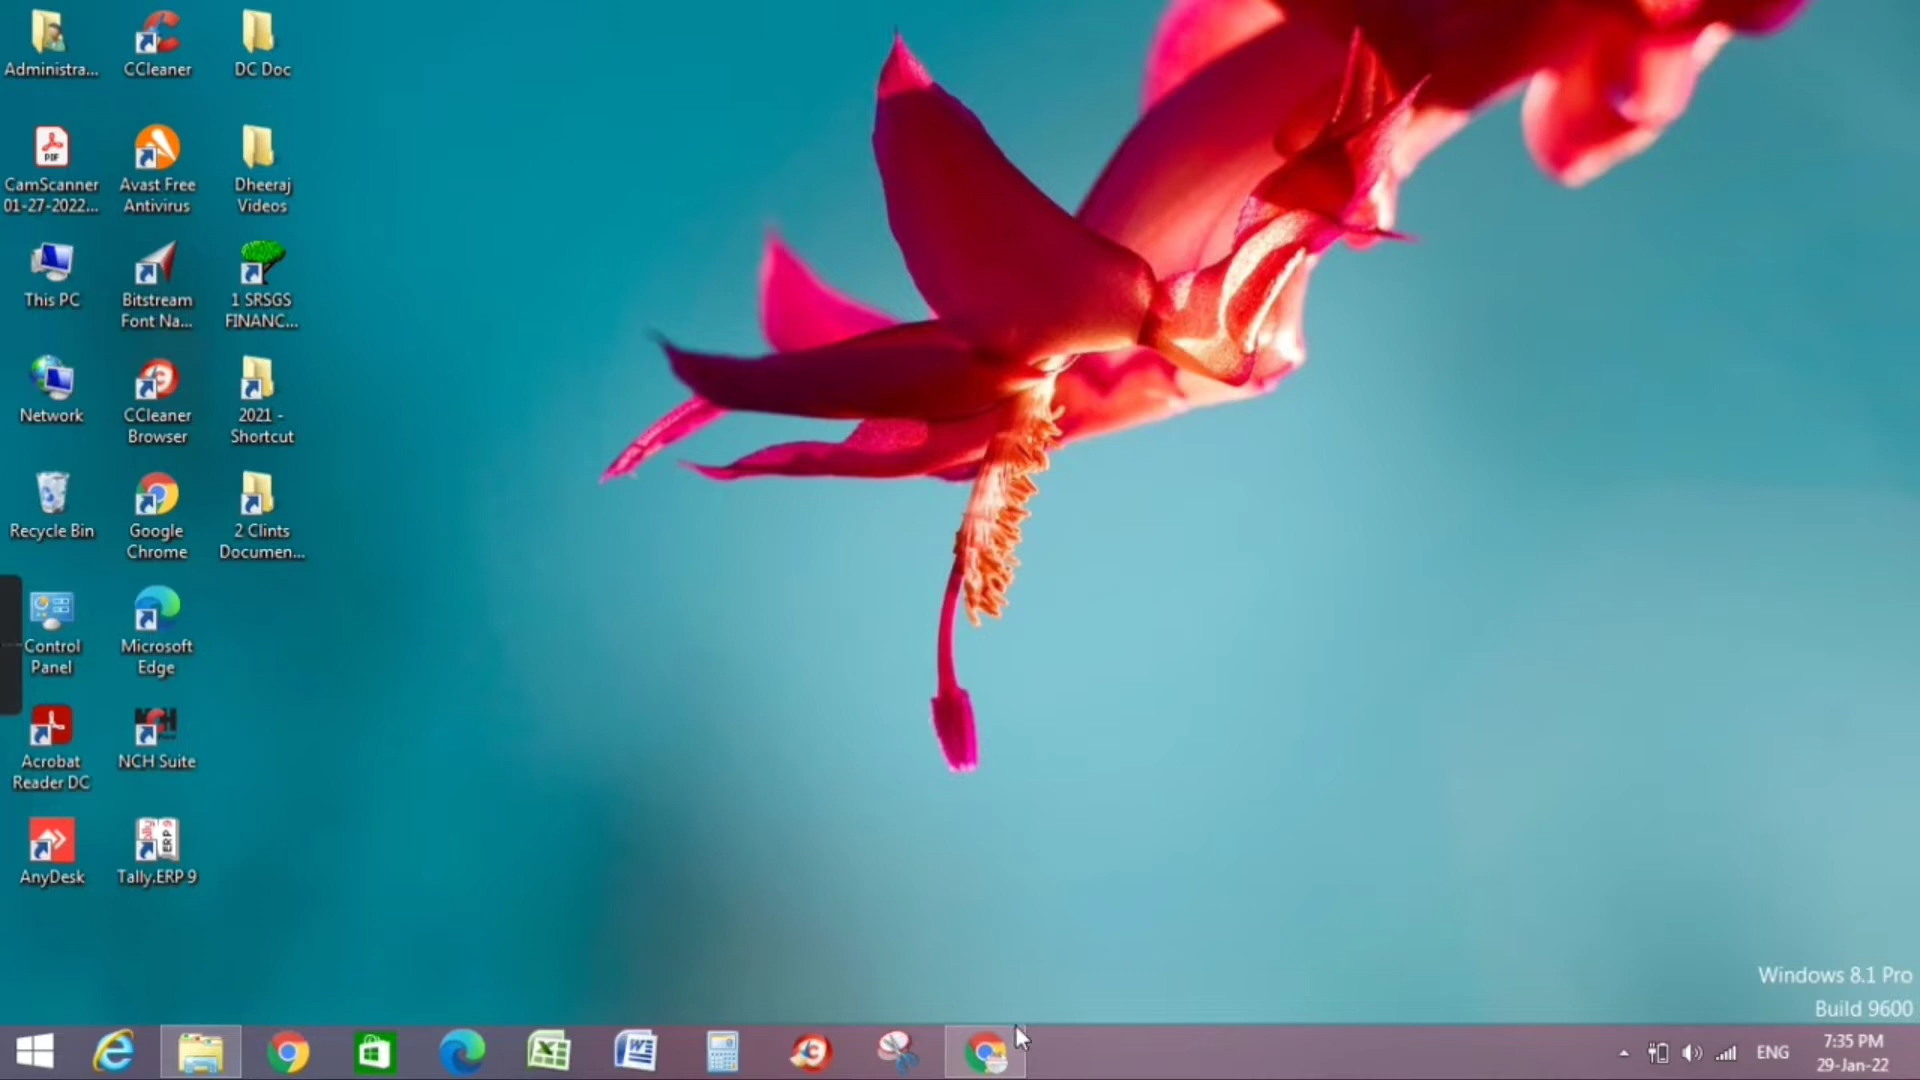 Administra...
CCleaner
DC Doc
CamScanner
01-27-2022...
Avast Free
Antivirus
Dheeraj
Videos
This PC
Bitstream
Font Na...
1 SRSGS
FINANC...
Network
CCleaner
Browser
2021 -
Shortcut
Recycle Bin
Google
Chrome
2 Clints
Documen...
Control
Panel
Microsoft
Edge
Acrobat
Reader DC
NCH Suite
AnyDesk
Tally.ERP 9
Windows 8.1 Pro
Build 9600
ENG
7:35 PM
29-Jan-22